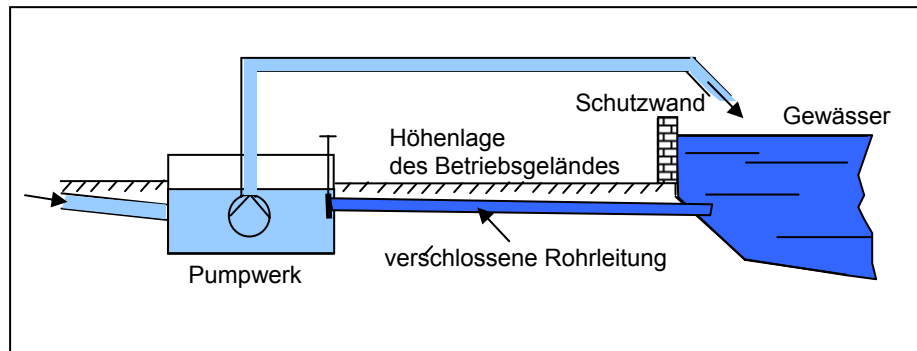 Schutzwand
Gewässer
Höhenlage
des Betriebsgeländes
Pumpwerk
verschlossene Rohrleitung